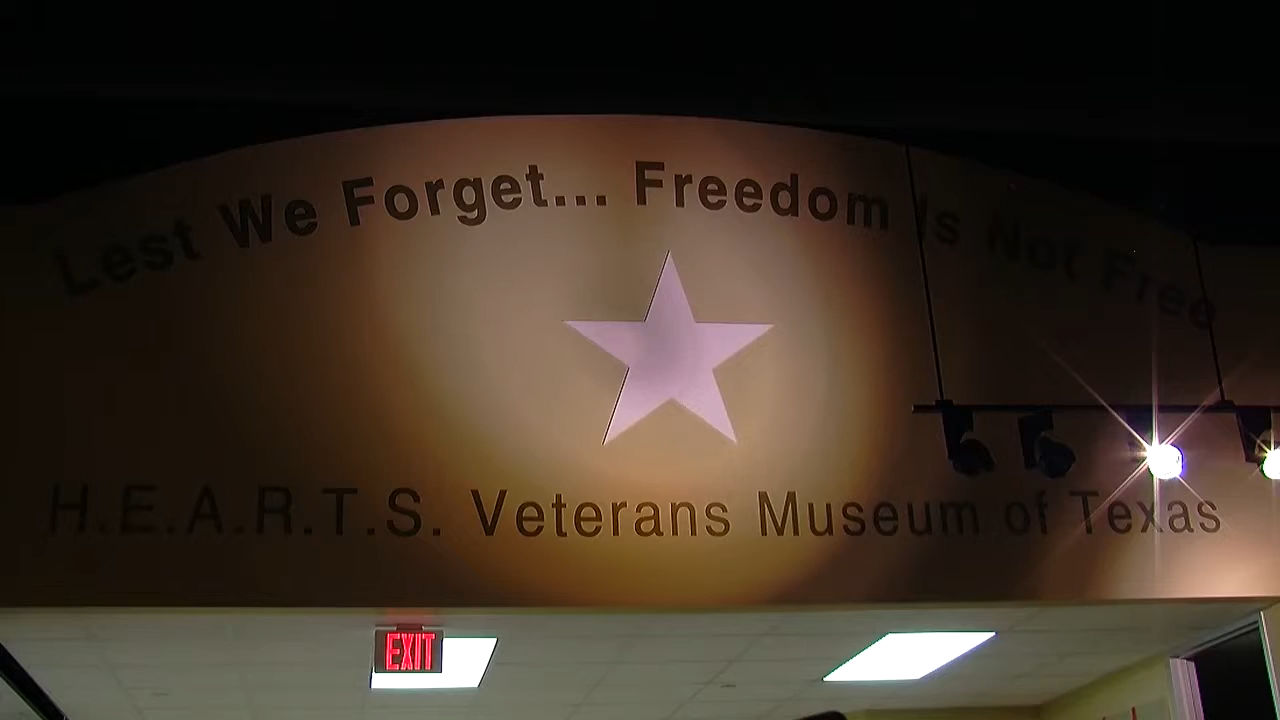 Lest We Forget... Freedom Is Not Free
H.E.A.R.T.S. Veterans Museum of Texas
EXIT